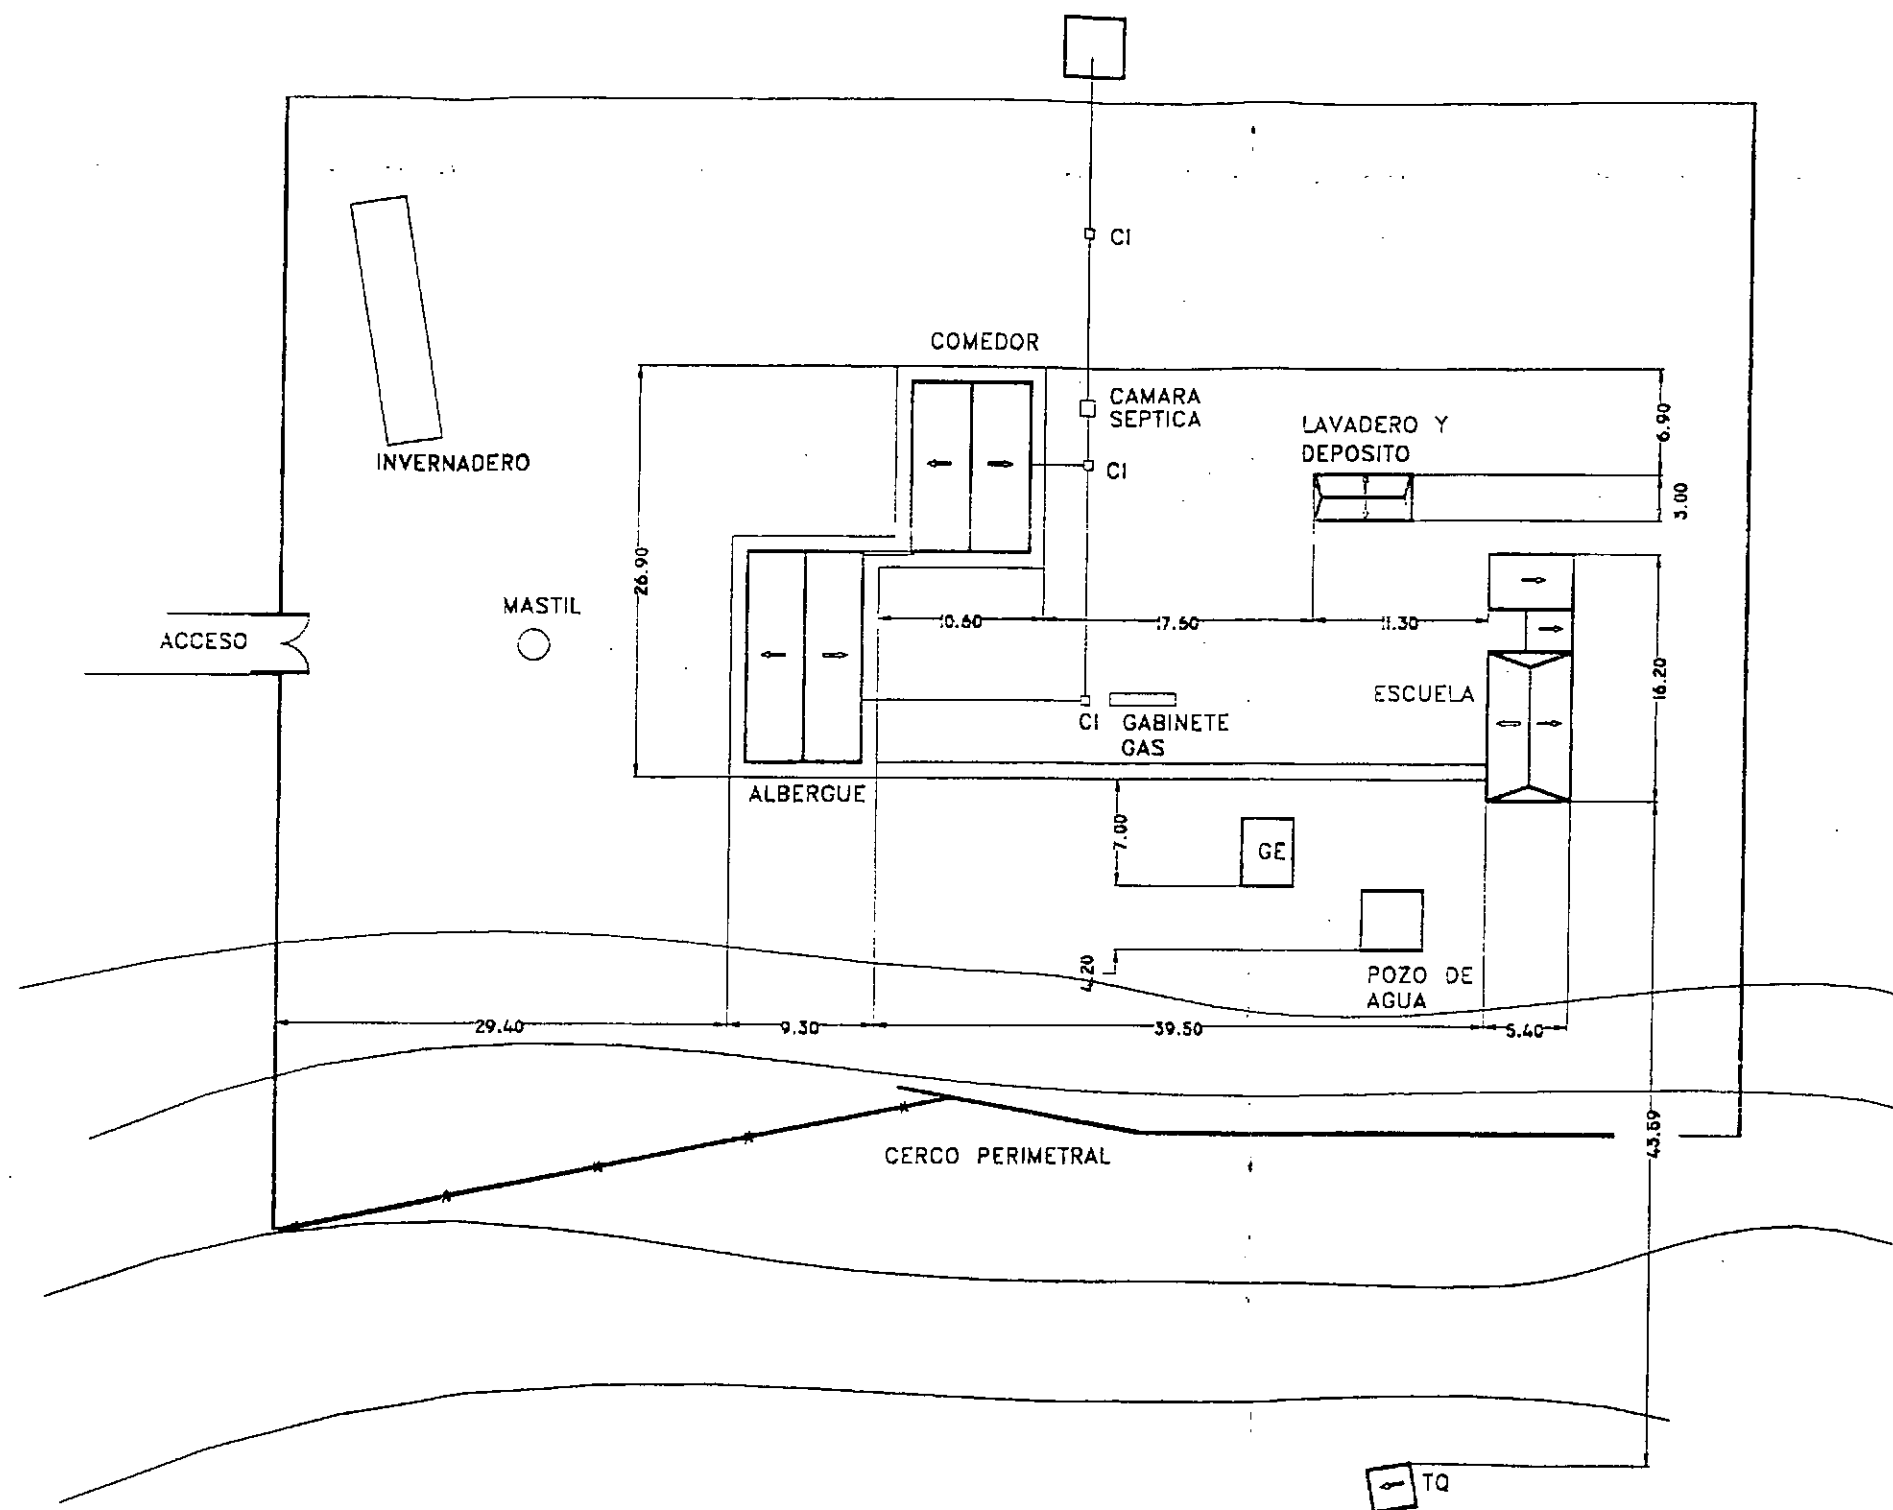 CI
COMEDOR
CAMARA
SEPTICA
LAVADERO Y
DEPOSITO
6.90
INVERNADERO
CI
3.00
26.90
MASTIL
ACCESO
10.60
17.50
11.30
16.20
ESCUELA
CI GABINETE
GAS
ALBERGUE
7.00
GE
4.20
POZO DE
AGUA
29.40
9.30
39.50
5.40
CERCO PERIMETRAL
43.69
TQ